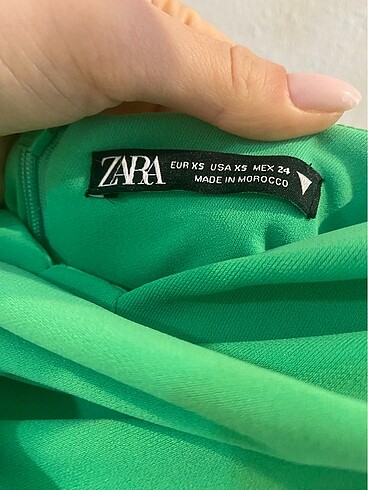 ZARA
EUR XS USA XS MEX 24
MADE IN MOROCCO